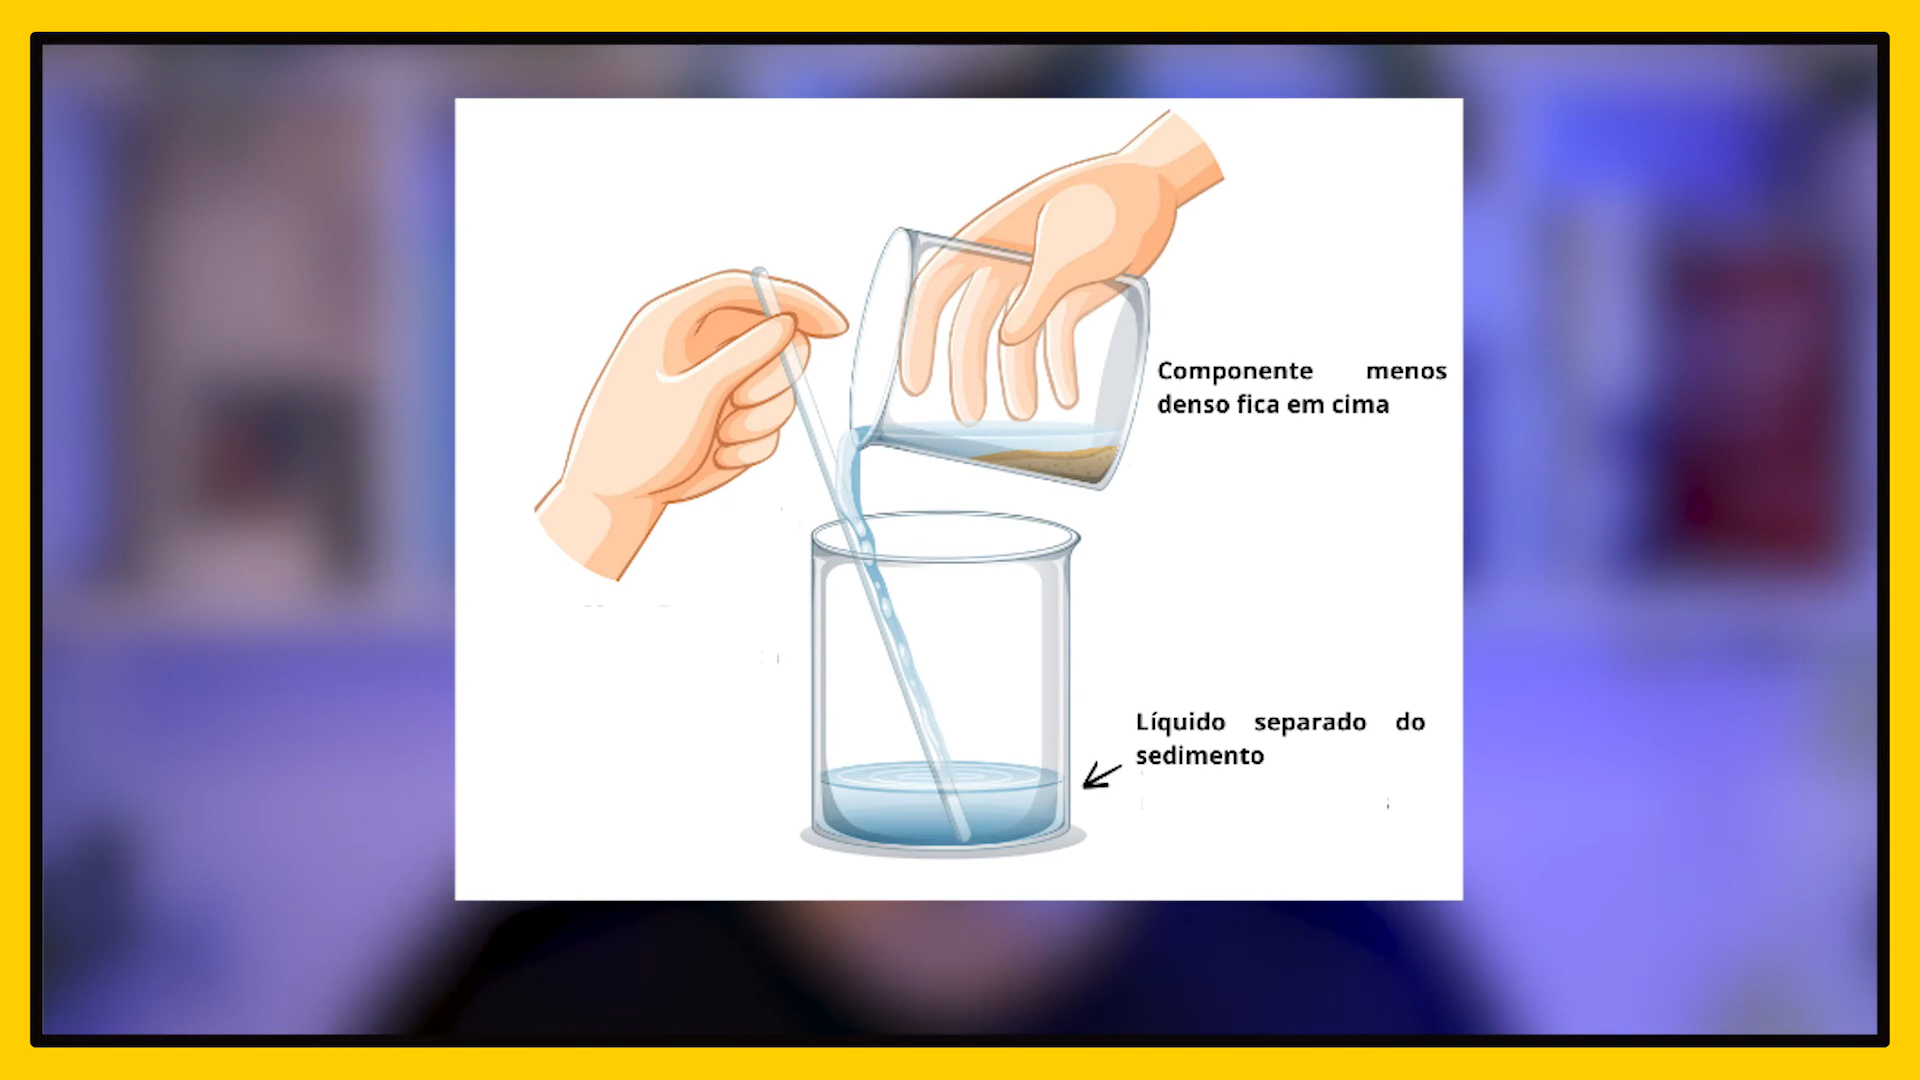 Componente menos
denso fica em cima
Líquido separado do
sedimento